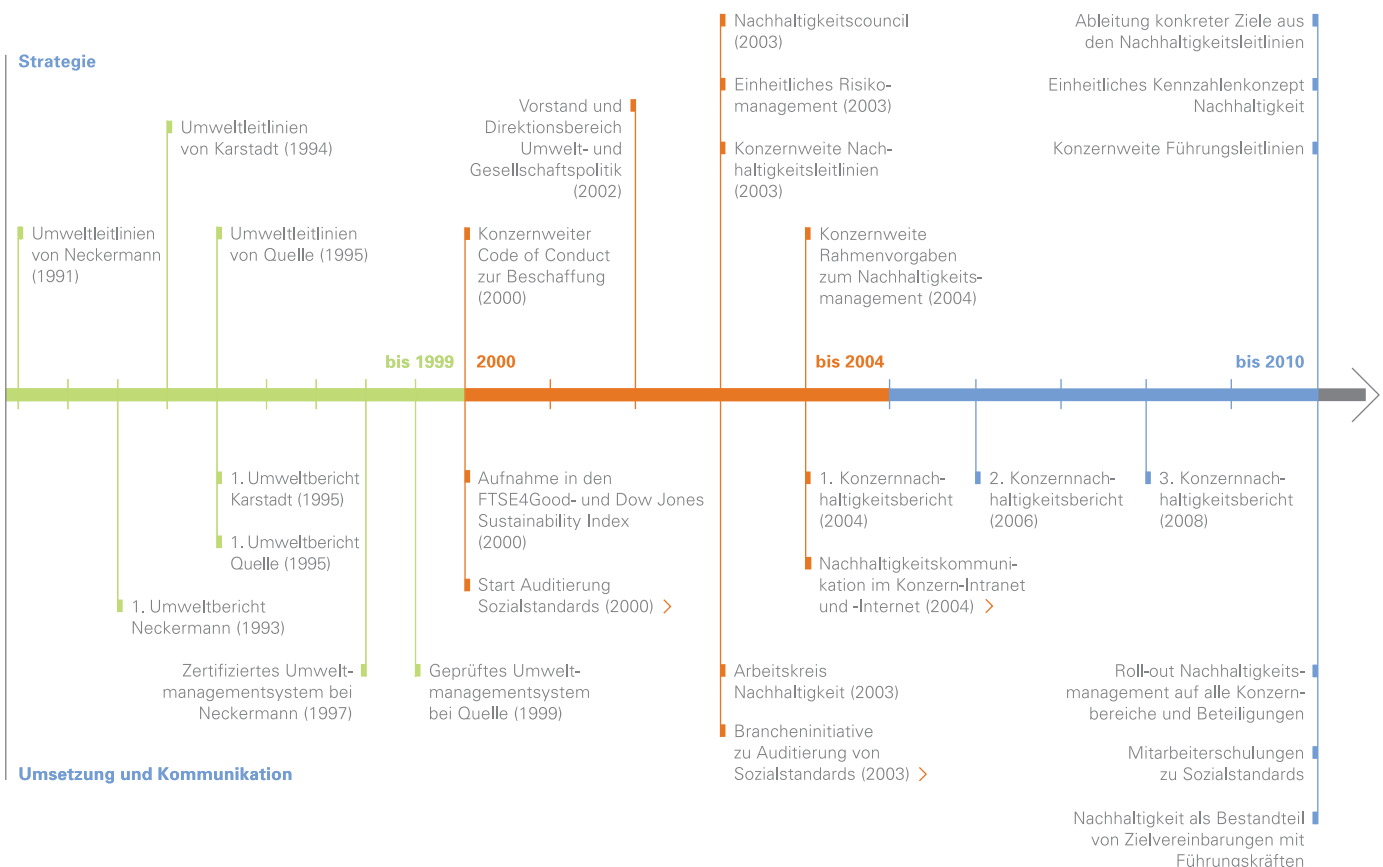 Strategie
Umweltleitlinien
von Neckermann
(1991)
Umweltleitlinien
von Karstadt (1994)
Umweltleitlinien
von Quelle (1995)
Konzernweiter
Code of Conduct
zur Beschaffung
(2000)
Vorstand und
Direktionsbereich
Umwelt- und
Gesellschaftspolitik
(2002)
Nachhaltigkeitscouncil
(2003)
Einheitliches Risiko-
management (2003)
Konzernweite Nach-
haltigkeitsleitlinien
(2003)
Konzernweite
Rahmenvorgaben
zum Nachhaltigkeits-
management (2004)
Ableitung konkreter Ziele aus
den Nachhaltigkeitsleitlinien
Einheitliches Kennzahlenkonzept
Nachhaltigkeit
Konzernweite Führungsleitlinien
bis 1999
2000
bis 2004
bis 2010
1. Umweltbericht
Karstadt (1995)
1. Umweltbericht
Quelle (1995)
1. Umweltbericht
Neckermann (1993)
Zertifiziertes Umwelt-
managementsystem bei
Neckermann (1997)
Geprüftes Umwelt-
managementsystem
bei Quelle (1999)
Aufnahme in den
FTSE4Good- und Dow Jones
Sustainability Index
(2000)
Start Auditierung
Sozialstandards (2000) >
Arbeitskreis
Nachhaltigkeit (2003)
Brancheninitiative
zu Auditierung von
Sozialstandards (2003) >
1. Konzernnach-
haltigkeitsbericht
(2004)
Nachhaltigkeitskommuni-
kation im Konzern-Intranet
und -Internet (2004) >
2. Konzernnach-
haltigkeitsbericht
(2006)
3. Konzernnach-
haltigkeitsbericht
(2008)
Roll-out Nachhaltigkeits-
management auf alle Konzern-
bereiche und Beteiligungen
Mitarbeiterschulungen
zu Sozialstandards
Nachhaltigkeit als Bestandteil
von Zielvereinbarungen mit
Führungskräften
Umsetzung und Kommunikation